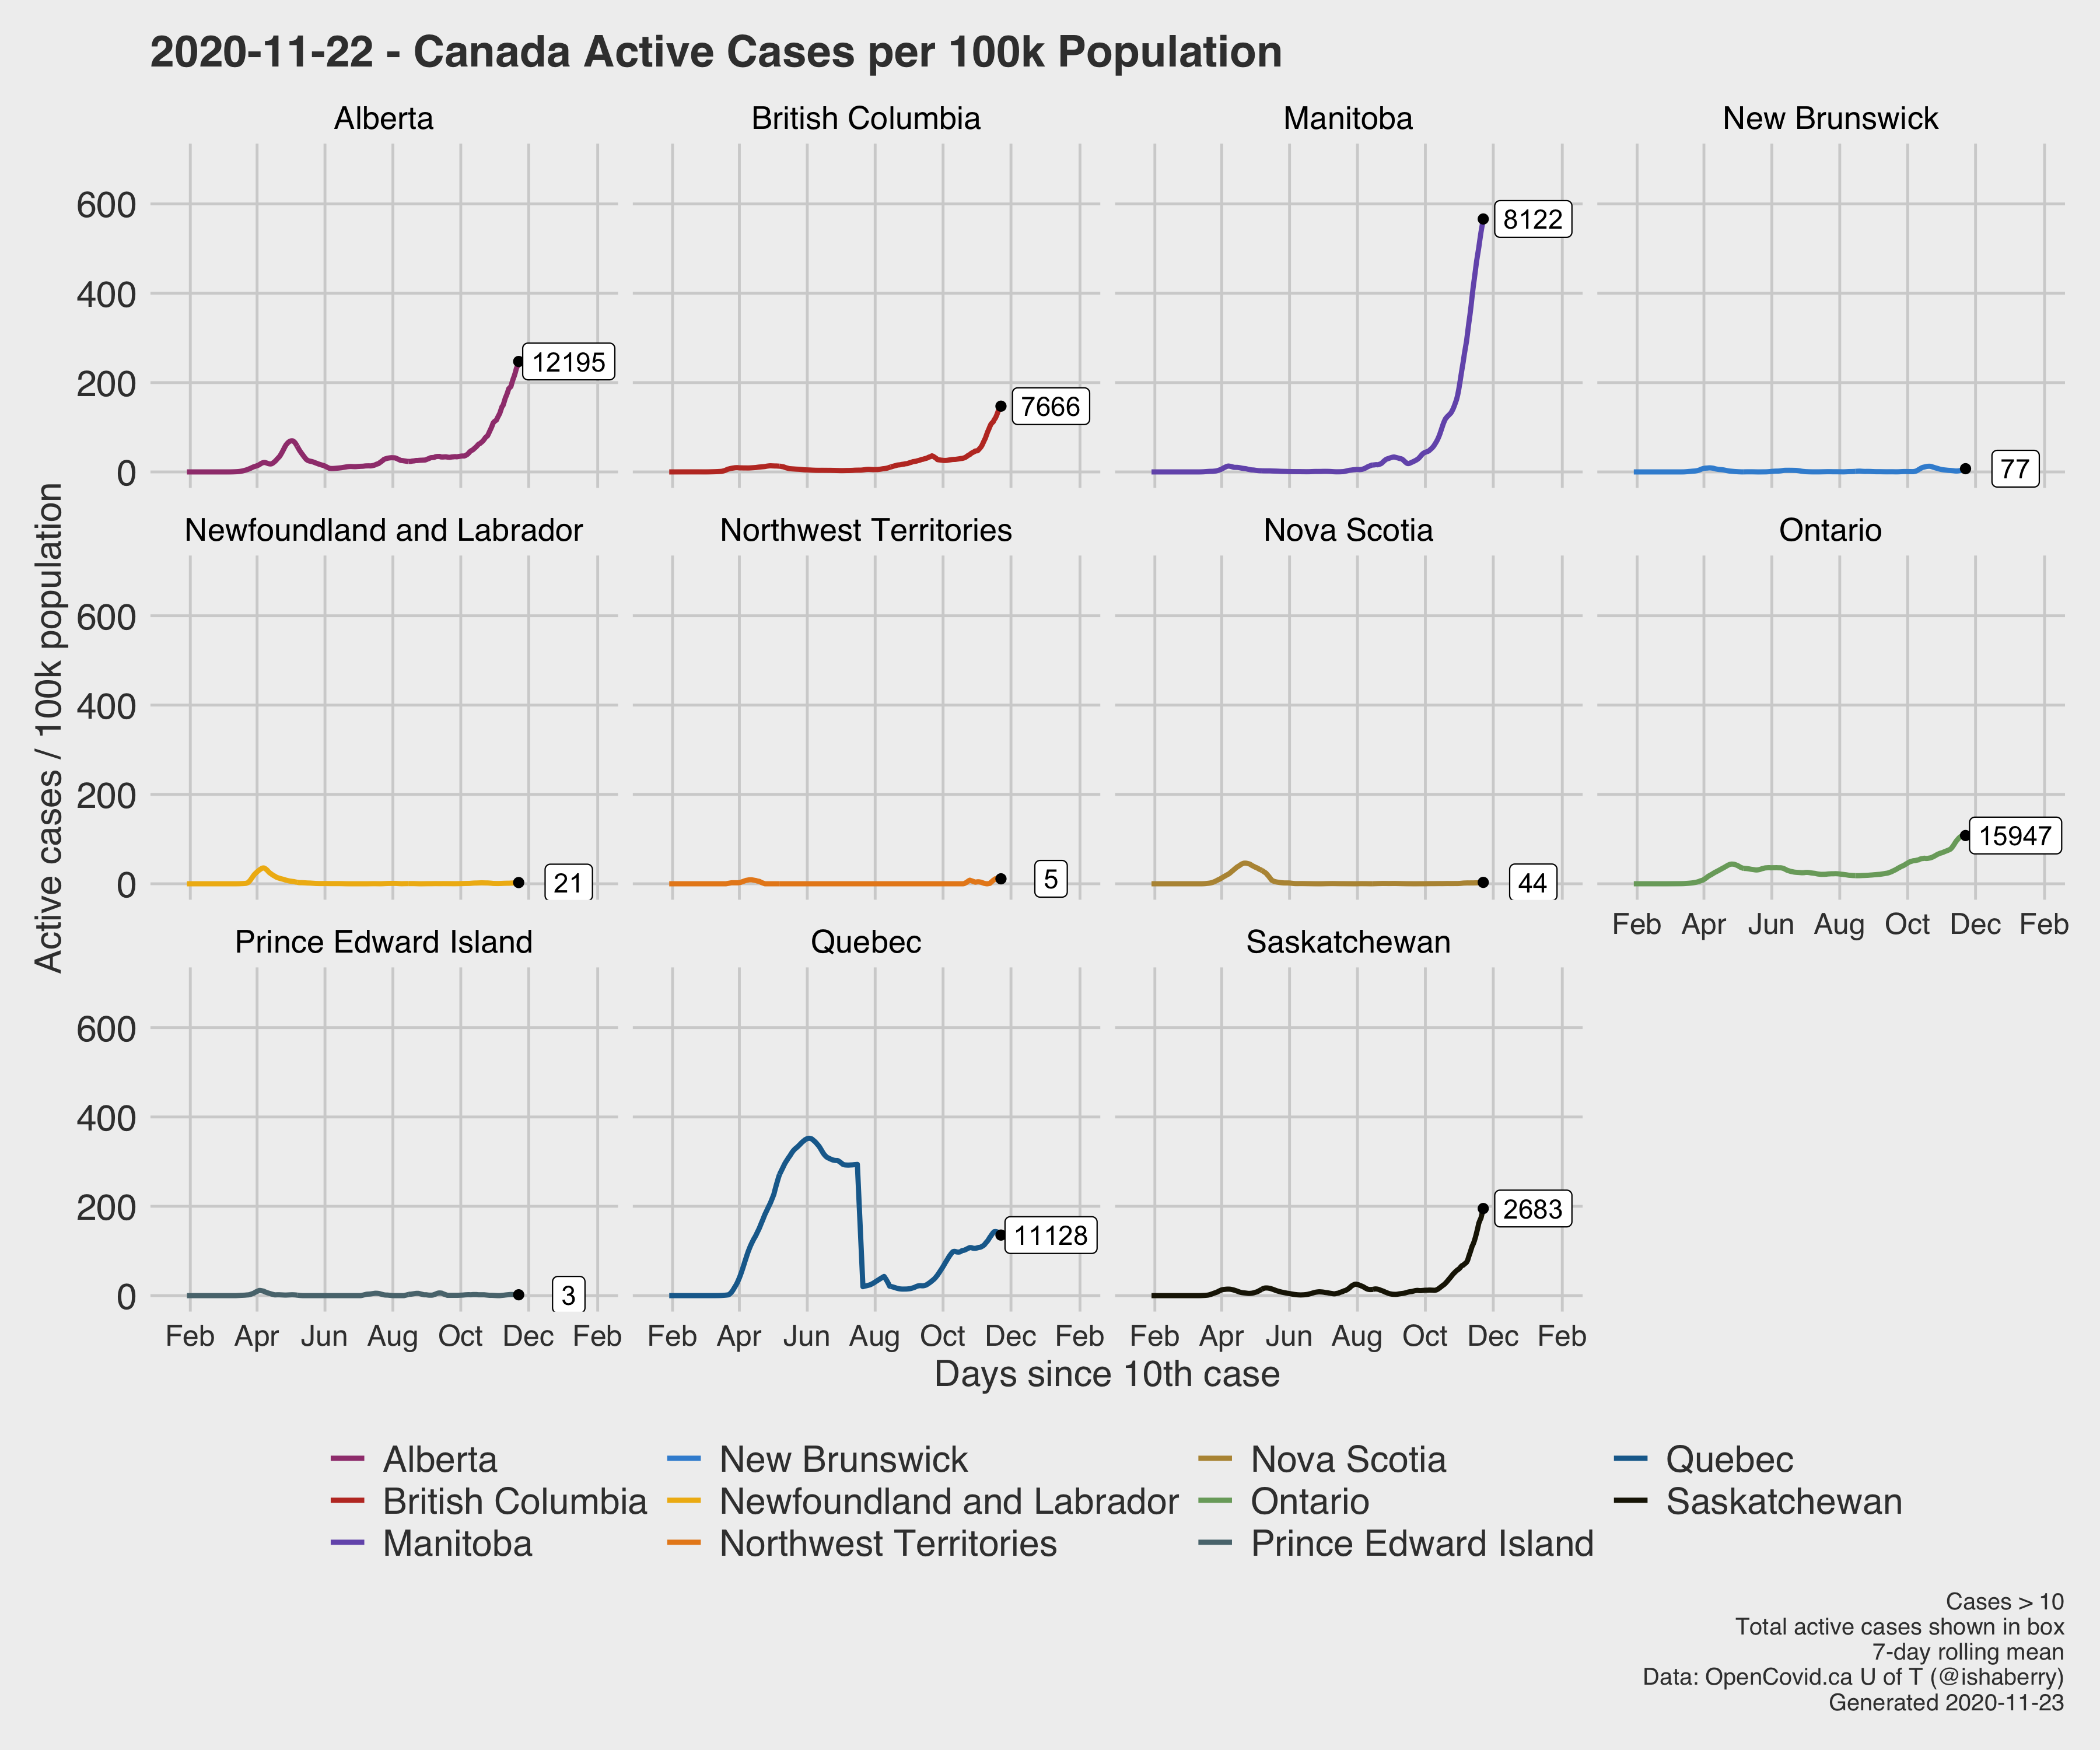 2020-11-22 - Canada Active Cases per 100k Population
Alberta
British Columbia
Manitoba
New Brunswick
600
400
200
0
12195
7666
8122
77
Active cases / 100k population
Newfoundland and Labrador
Northwest Territories
Nova Scotia
Ontario
600
400
200
0
21
5
44
15947
Feb Apr Jun Aug Oct Dec Feb
Prince Edward Island
Quebec
Saskatchewan
600
400
200
0
3
11128
2683
Feb Apr Jun Aug Oct Dec Feb
Feb Apr Jun Aug Oct Dec Feb
Feb Apr Jun Aug Oct Dec Feb
Days since 10th case
Alberta
British Columbia
Manitoba
New Brunswick
Newfoundland and Labrador
Northwest Territories
Nova Scotia
Ontario
Prince Edward Island
Quebec
Saskatchewan
Cases > 10
Total active cases shown in box
7-day rolling mean
Data: OpenCovid.ca U of T (@ishaberry)
Generated 2020-11-23